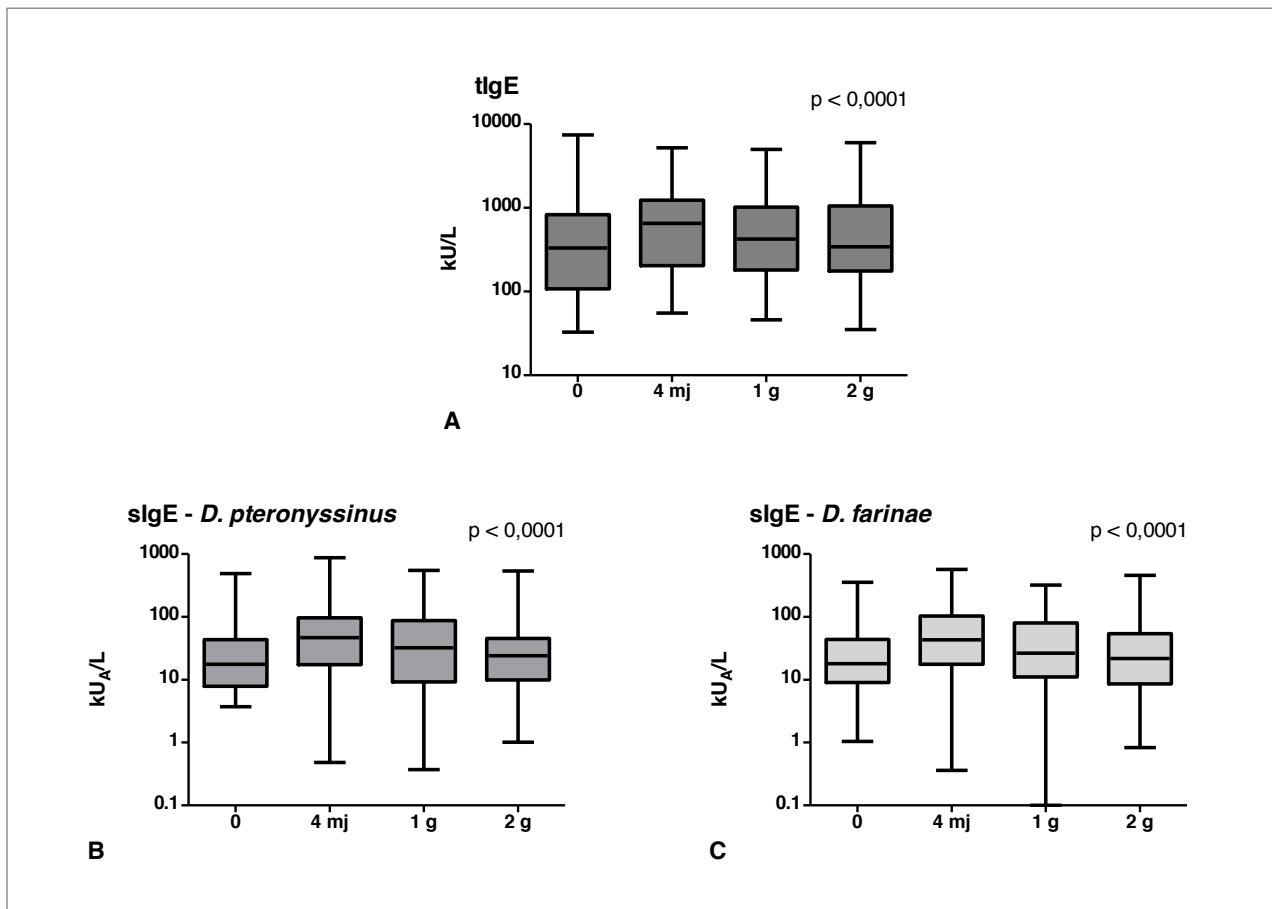 tIgE
p < 0,0001
10000
1000
100
10
kU/L
0 4 mj 1 g 2 g
A
sIgE - D. pteronyssinus
p < 0,0001
1000
100
10
1
0.1
kUA/L
0 4 mj 1 g 2 g
B
sIgE - D. farinae
p < 0,0001
1000
100
10
1
0.1
kUA/L
0 4 mj 1 g 2 g
C